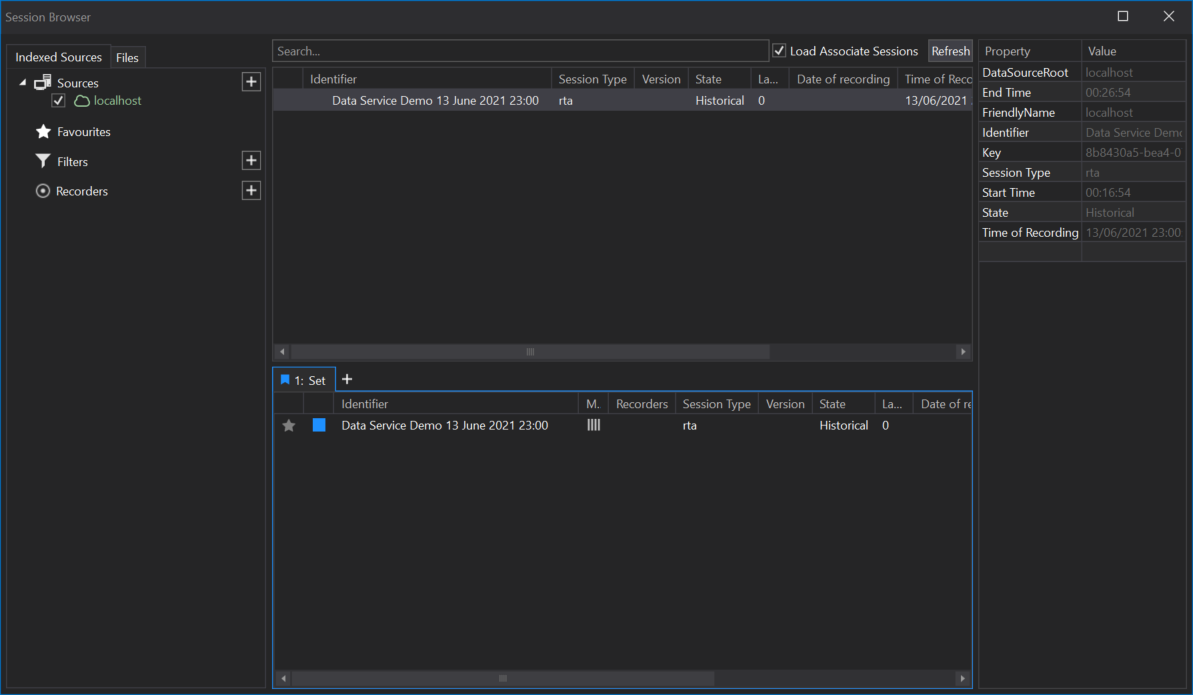 Session Browser
Indexed Sources Files
Sources
localhost
Favourites
Filters
Recorders
Search... Load Associate Sessions Refresh
Identifier Session Type Version State La... Date of recording Time of Reco
Data Service Demo 13 June 2021 23:00 rta Historical 0 13/06/2021
1: Set
Identifier M. Recorders Session Type Version State La... Date of re
Data Service Demo 13 June 2021 23:00 rta Historical 0
Property Value
DataSourceRoot localhost
End Time 00:26:54
FriendlyName localhost
Identifier Data Service Demo
Key 8b8430a5-bea4-0
Session Type rta
Start Time 00:16:54
State Historical
Time of Recording 13/06/2021 23:00